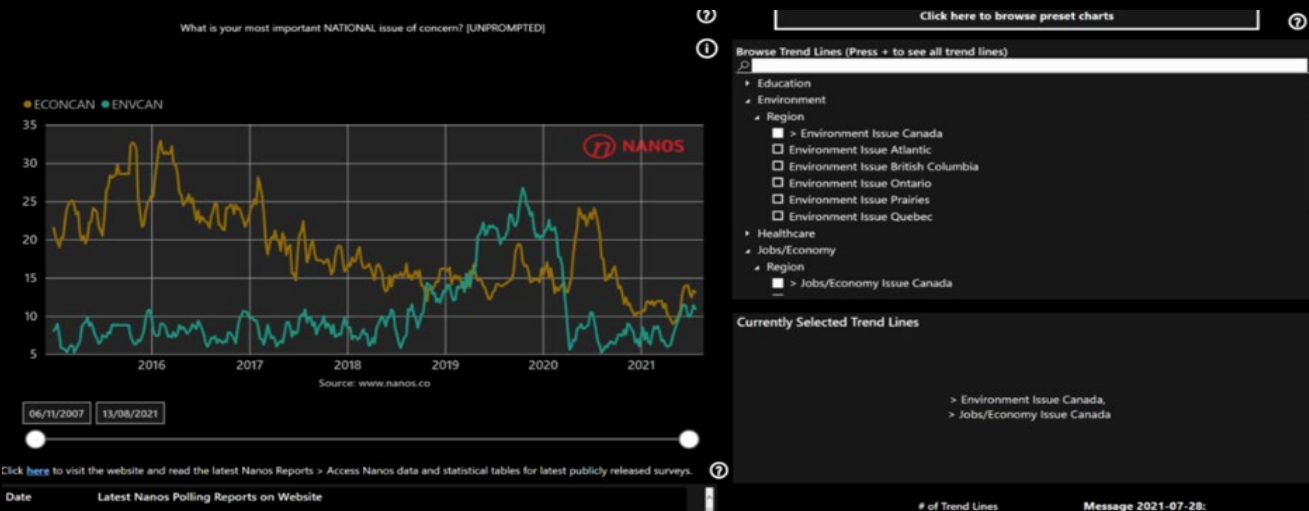 What is your most important NATIONAL issue of concern? [UNPROMPTED]
?
i
ECONCAN ENVCAN
35
30
25
20
15
10
5
n NANOS
2016 2017 2018 2019 2020 2021
Source: www.nanos.co
06/11/2007 13/08/2021
Click here to visit the website and read the latest Nanos Reports > Access Nanos data and statistical tables for latest publicly released surveys.
?
Date Latest Nanos Polling Reports on Website
Click here to browse preset charts
?
Browse Trend Lines (Press + to see all trend lines)
Education
Environment
Region
> Environment Issue Canada
Environment Issue Atlantic
Environment Issue British Columbia
Environment Issue Ontario
Environment Issue Prairies
Environment Issue Quebec
Healthcare
Jobs/Economy
Region
> Jobs/Economy Issue Canada
Currently Selected Trend Lines
> Environment Issue Canada,
> Jobs/Economy Issue Canada
# of Trend Lines
Message 2021-07-28: